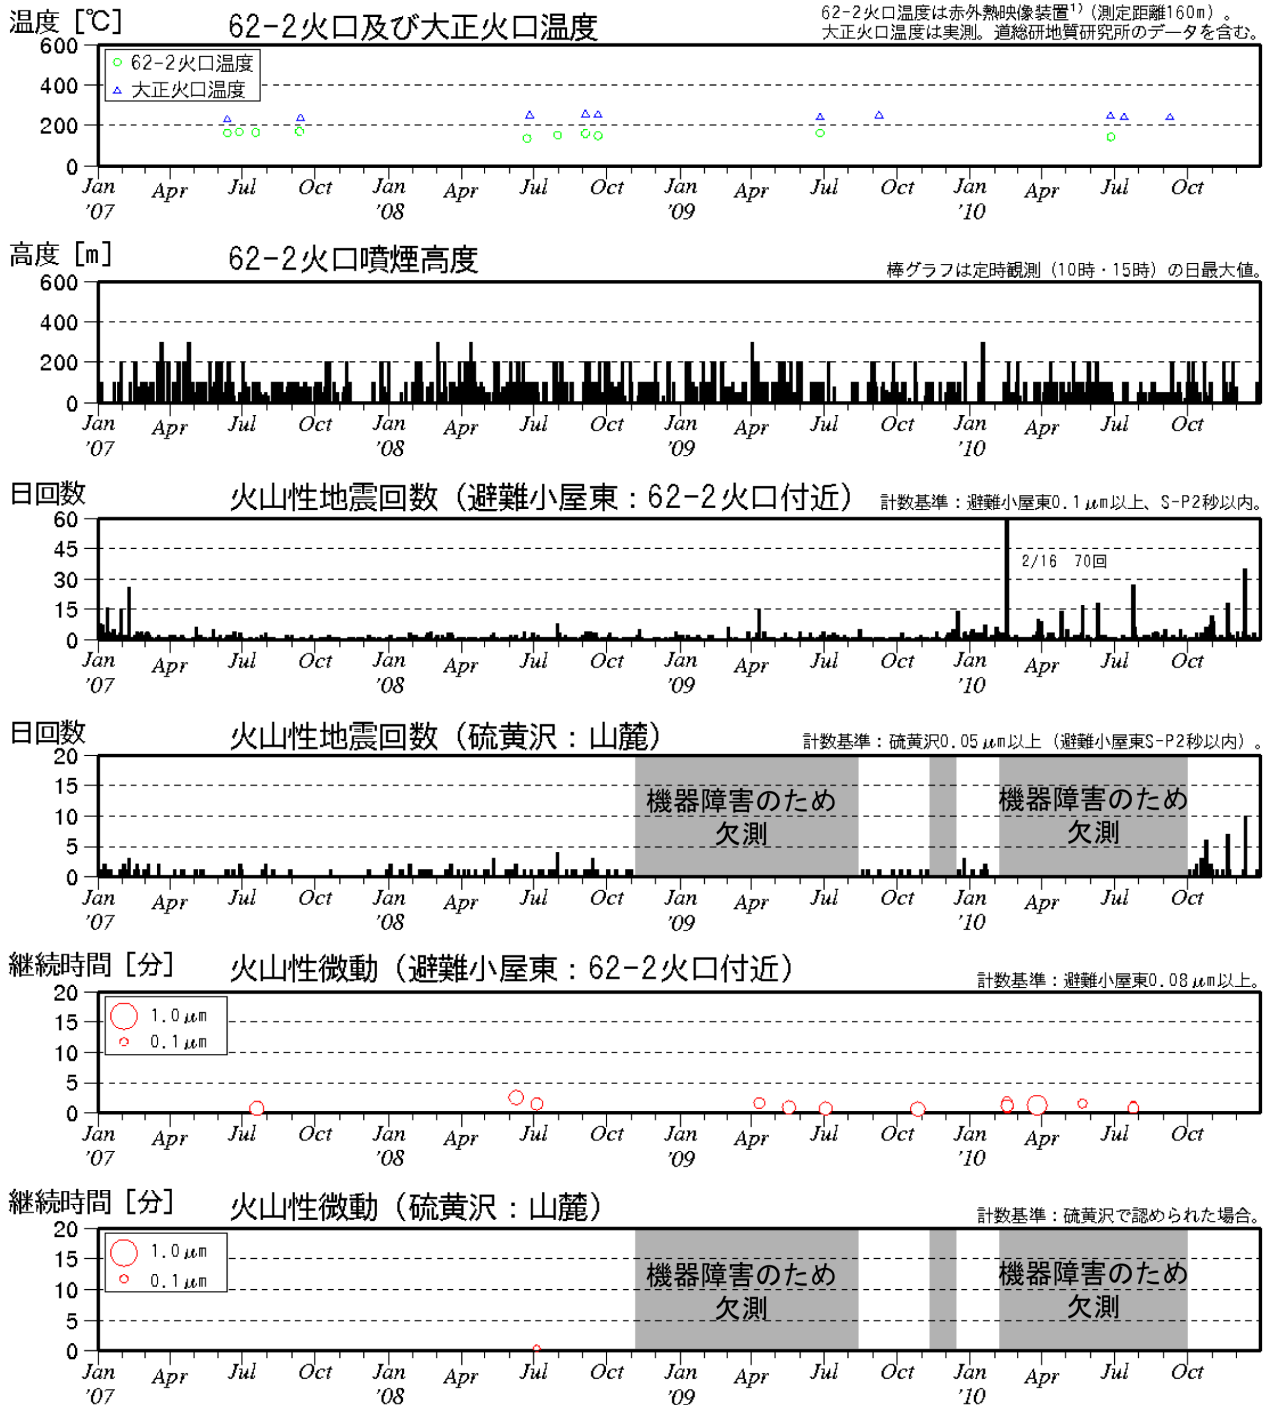 温度 [℃]
62-2火口及び大正火口温度
62-2火口温度は赤外熱映像装置1)(測定距離160m)。
大正火口温度は実測。道総研地質研究所のデータを含む。
600
400
200
0
62-2火口温度
大正火口温度
Jan Apr Jul Oct Jan Apr Jul Oct Jan Apr Jul Oct Jan Apr Jul Oct
'07 '08 '09 '10
高度 [m]
62-2火口噴煙高度
棒グラフは定時観測(10時・15時)の日最大値。
600
400
200
0
Jan Apr Jul Oct Jan Apr Jul Oct Jan Apr Jul Oct Jan Apr Jul Oct
'07 '08 '09 '10
日回数
火山性地震回数(避難小屋東:62-2火口付近)
計数基準:避難小屋東0.1μm以上、S-P2秒以内。
60
45
30
15
0
2/16 70回
Jan Apr Jul Oct Jan Apr Jul Oct Jan Apr Jul Oct Jan Apr Jul Oct
'07 '08 '09 '10
日回数
火山性地震回数(硫黄沢:山麓)
計数基準:硫黄沢0.05μm以上(避難小屋東S-P2秒以内)。
20
15
10
5
0
機器障害のため
欠測
機器障害のため
欠測
Jan Apr Jul Oct Jan Apr Jul Oct Jan Apr Jul Oct Jan Apr Jul Oct
'07 '08 '09 '10
継続時間 [分]
火山性微動(避難小屋東:62-2火口付近)
計数基準:避難小屋東0.08μm以上。
20
15
10
5
0
1.0μm
0.1μm
Jan Apr Jul Oct Jan Apr Jul Oct Jan Apr Jul Oct Jan Apr Jul Oct
'07 '08 '09 '10
継続時間 [分]
火山性微動(硫黄沢:山麓)
計数基準:硫黄沢で認められた場合。
20
15
10
5
0
1.0μm
0.1μm
機器障害のため
欠測
機器障害のため
欠測
Jan Apr Jul Oct Jan Apr Jul Oct Jan Apr Jul Oct Jan Apr Jul Oct
'07 '08 '09 '10